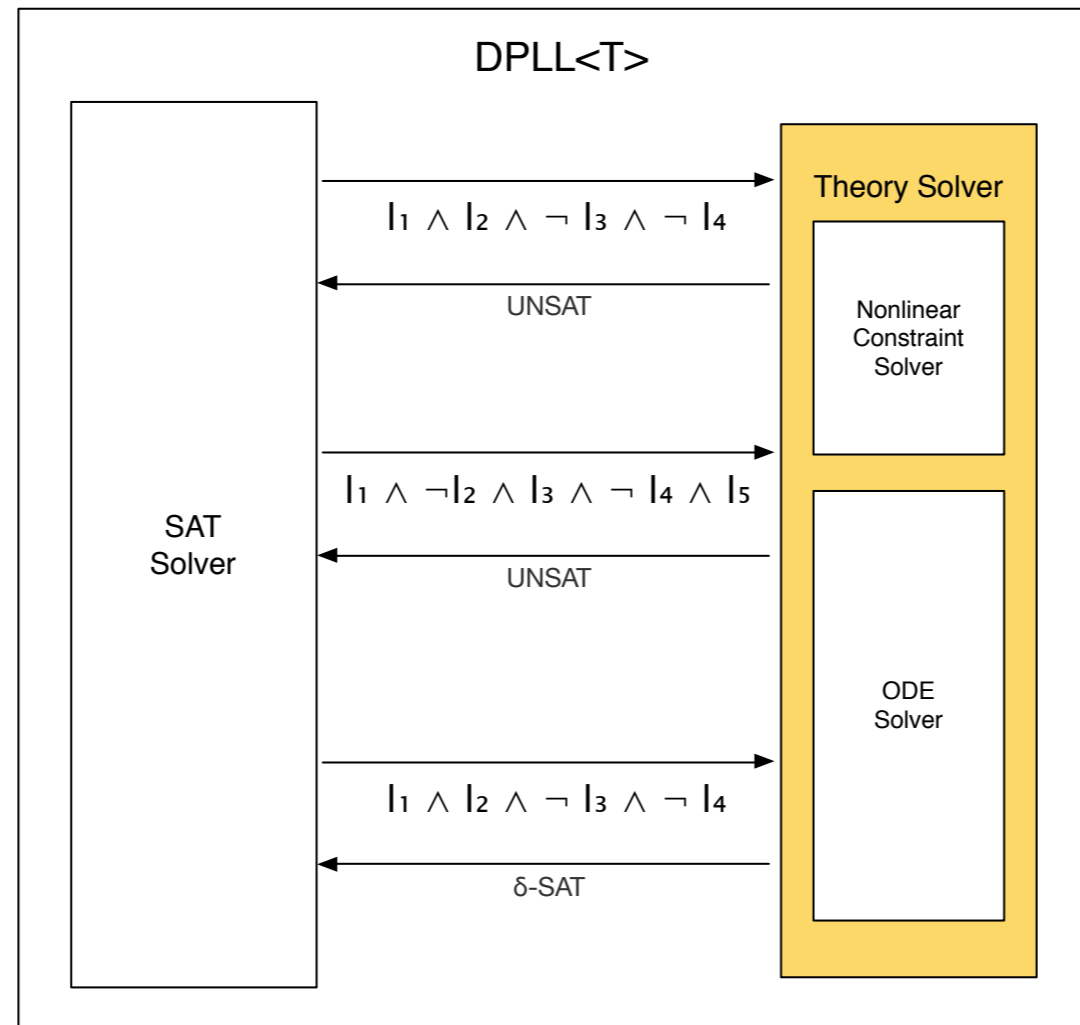 DPLL<T>
SAT
Solver
l₁ ∧ l₂ ∧ ¬ l₃ ∧ ¬ l₄
UNSAT
l₁ ∧ ¬l₂ ∧ l₃ ∧ ¬ l₄ ∧ l₅
UNSAT
l₁ ∧ l₂ ∧ ¬ l₃ ∧ ¬ l₄
δ-SAT
Theory Solver
Nonlinear
Constraint
Solver
ODE
Solver